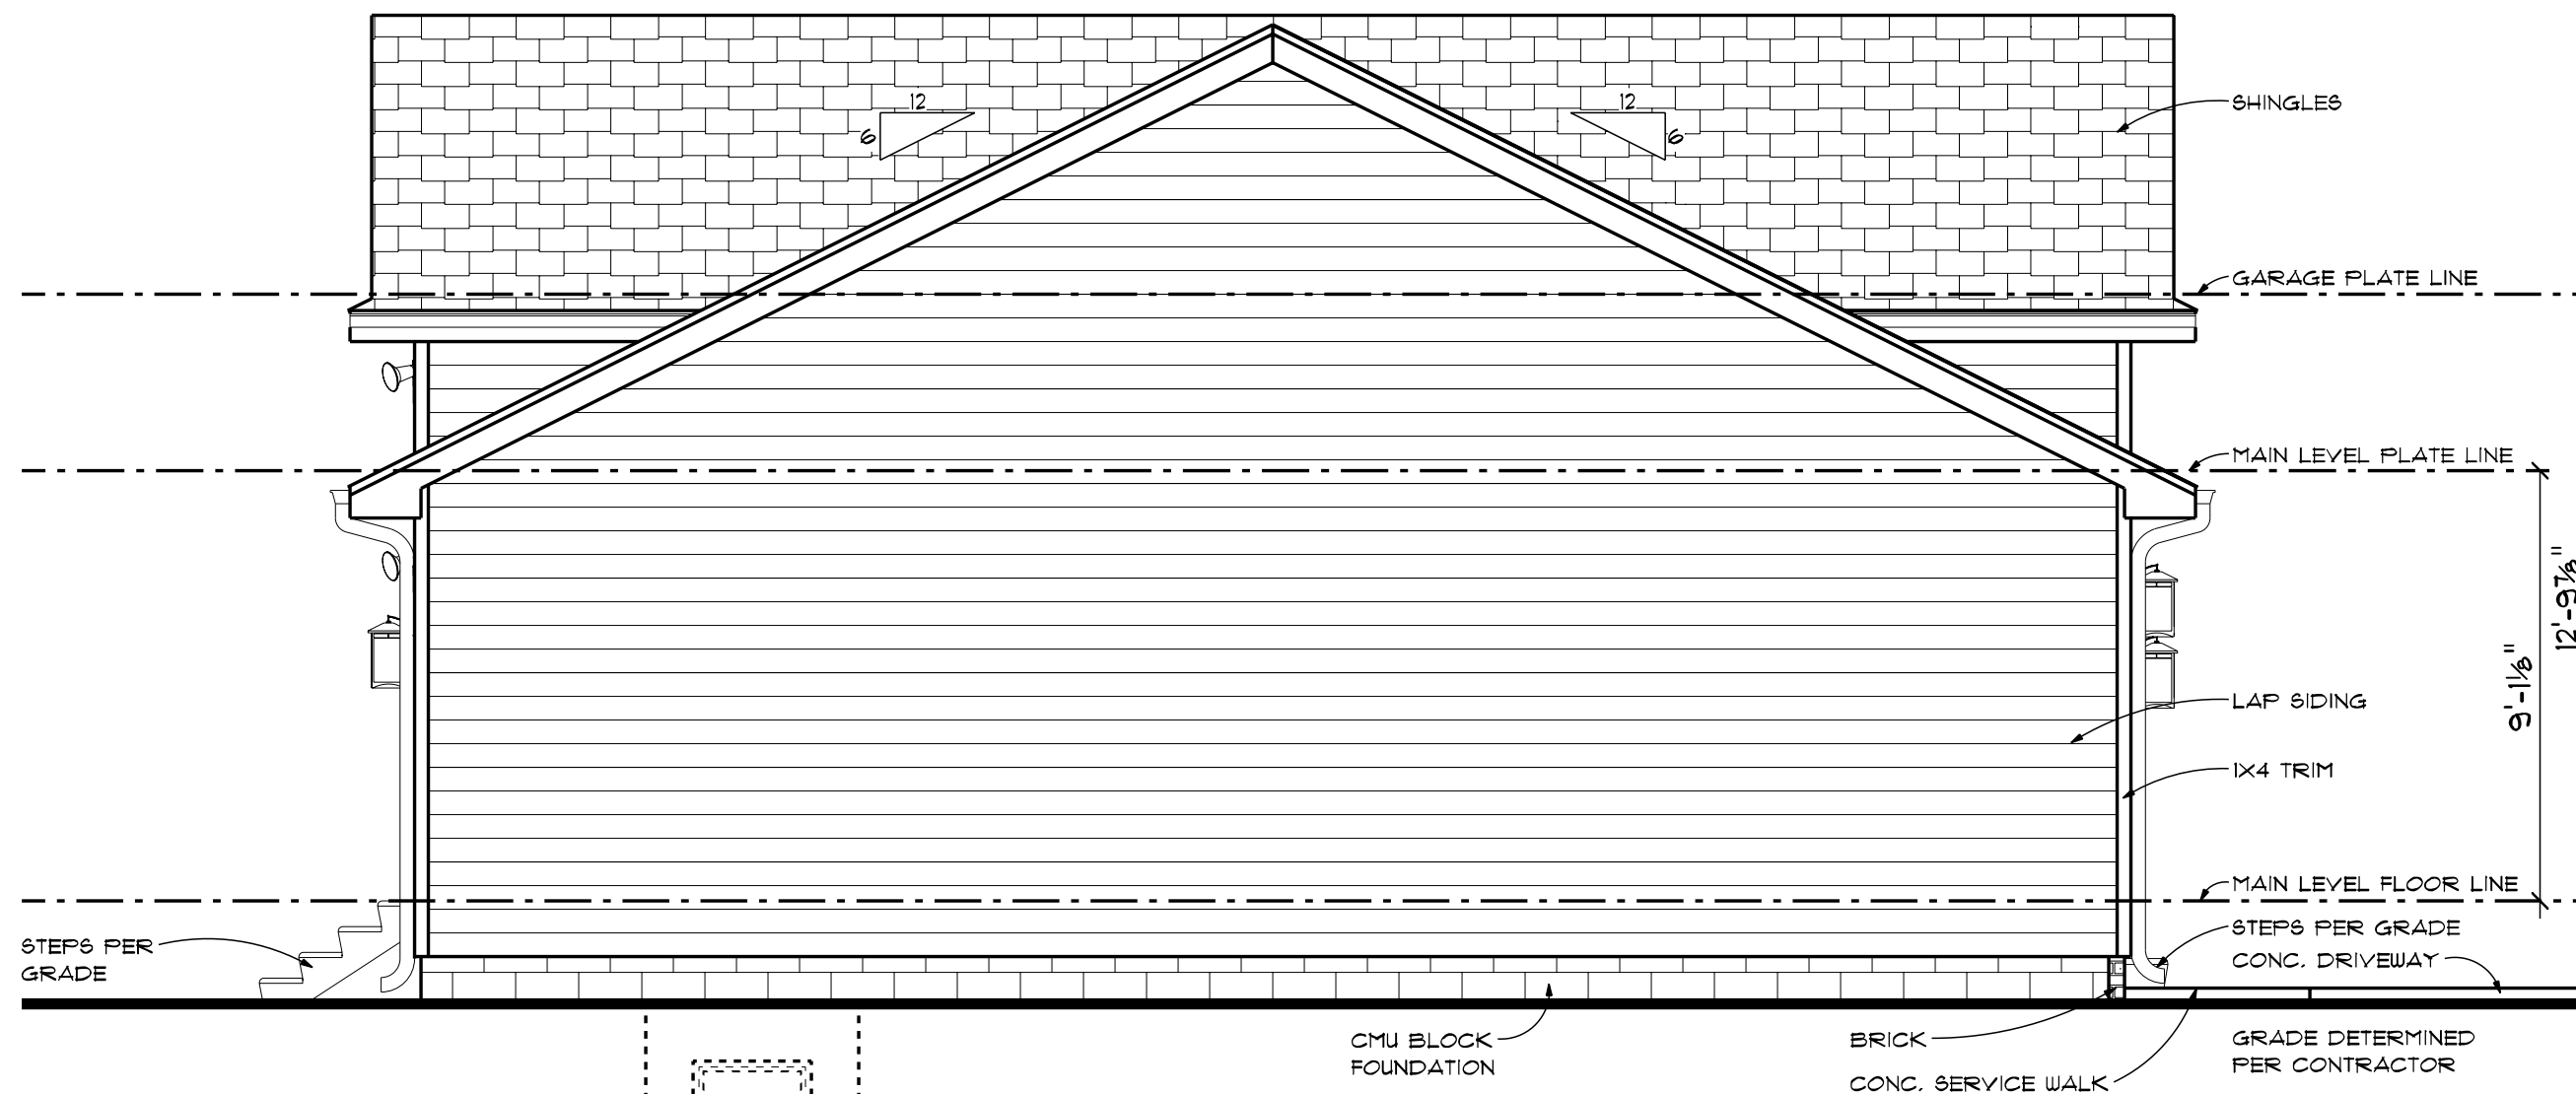 12
12
6
6
SHINGLES
GARAGE PLATE LINE
MAIN LEVEL PLATE LINE
12'-9⅞"
9'-1⅛"
LAP SIDING
1X4 TRIM
MAIN LEVEL FLOOR LINE
STEPS PER
GRADE
STEPS PER GRADE
CONC. DRIVEWAY
CMU BLOCK
FOUNDATION
BRICK
CONC. SERVICE WALK
GRADE DETERMINED
PER CONTRACTOR